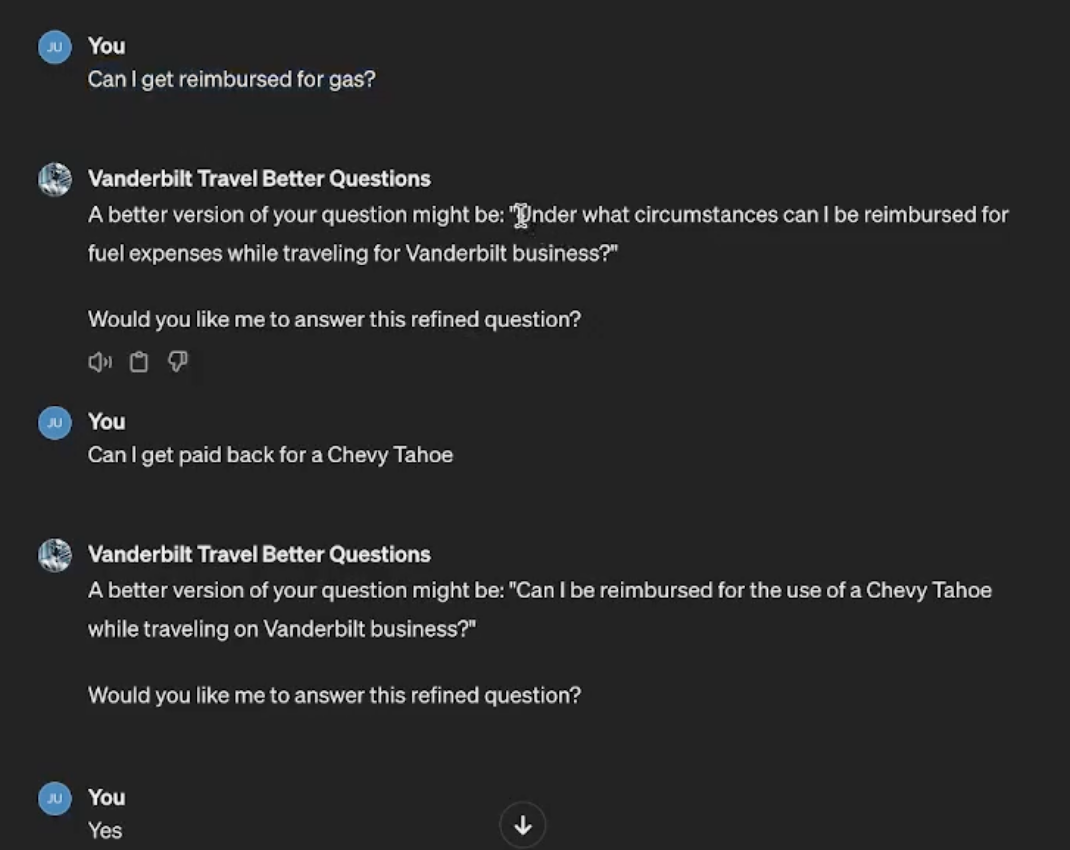 JU You
Can I get reimbursed for gas?
Vanderbilt Travel Better Questions
A better version of your question might be: "Under what circumstances can I be reimbursed for
fuel expenses while traveling for Vanderbilt business?"
Would you like me to answer this refined question?
JU You
Can I get paid back for a Chevy Tahoe
Vanderbilt Travel Better Questions
A better version of your question might be: "Can I be reimbursed for the use of a Chevy Tahoe
while traveling on Vanderbilt business?"
Would you like me to answer this refined question?
JU You
Yes